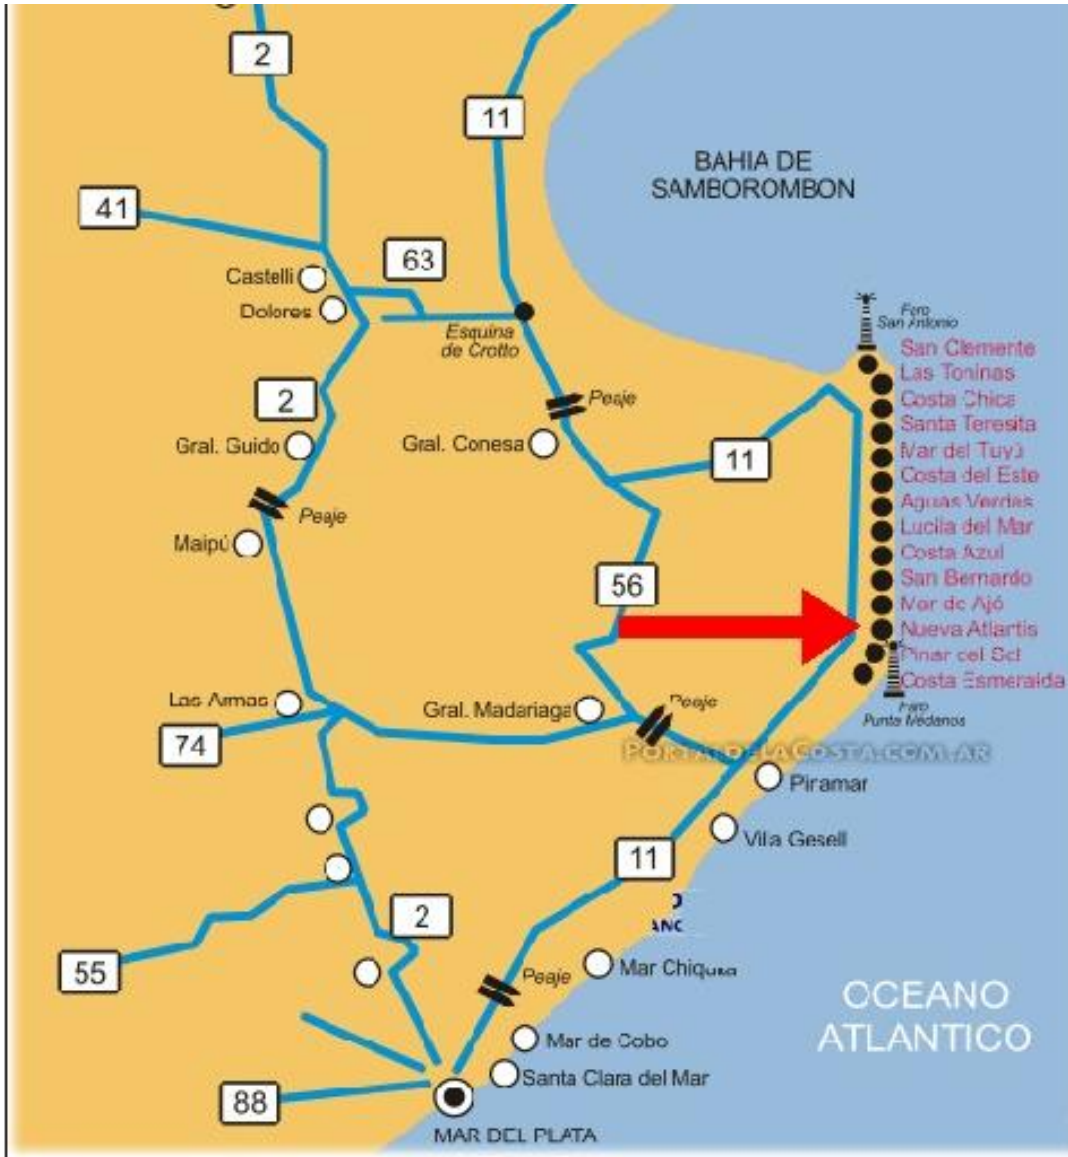 2
11
BAHIA DE
SAMBOROMBON
41
63
Castelli
Dolores
Esquina
de Crotto
Faro
San Antonio
San Clemente
Las Toninas
Costa Chica
Santa Teresita
Mar del Tuyú
Costa del Este
Aguas Verdes
Lucila del Mar
Costa Azul
San Bernardo
Mar de Ajó
Nueva Atlantis
Pinar del Sol
Costa Esmeralda
Faro
Punta Médanos
2
Peaje
Gral. Guido
Gral. Conesa
11
Peaje
Maipú
56
Las Armas
Gral. Madariaga
Peaje
74
PORTALDELACOSTA.COM.AR
Piramar
Villa Gesell
11
2
55
Peaje
Mar Chiquita
OCEANO
ATLANTICO
Mar de Cobo
Santa Clara del Mar
88
MAR DEL PLATA